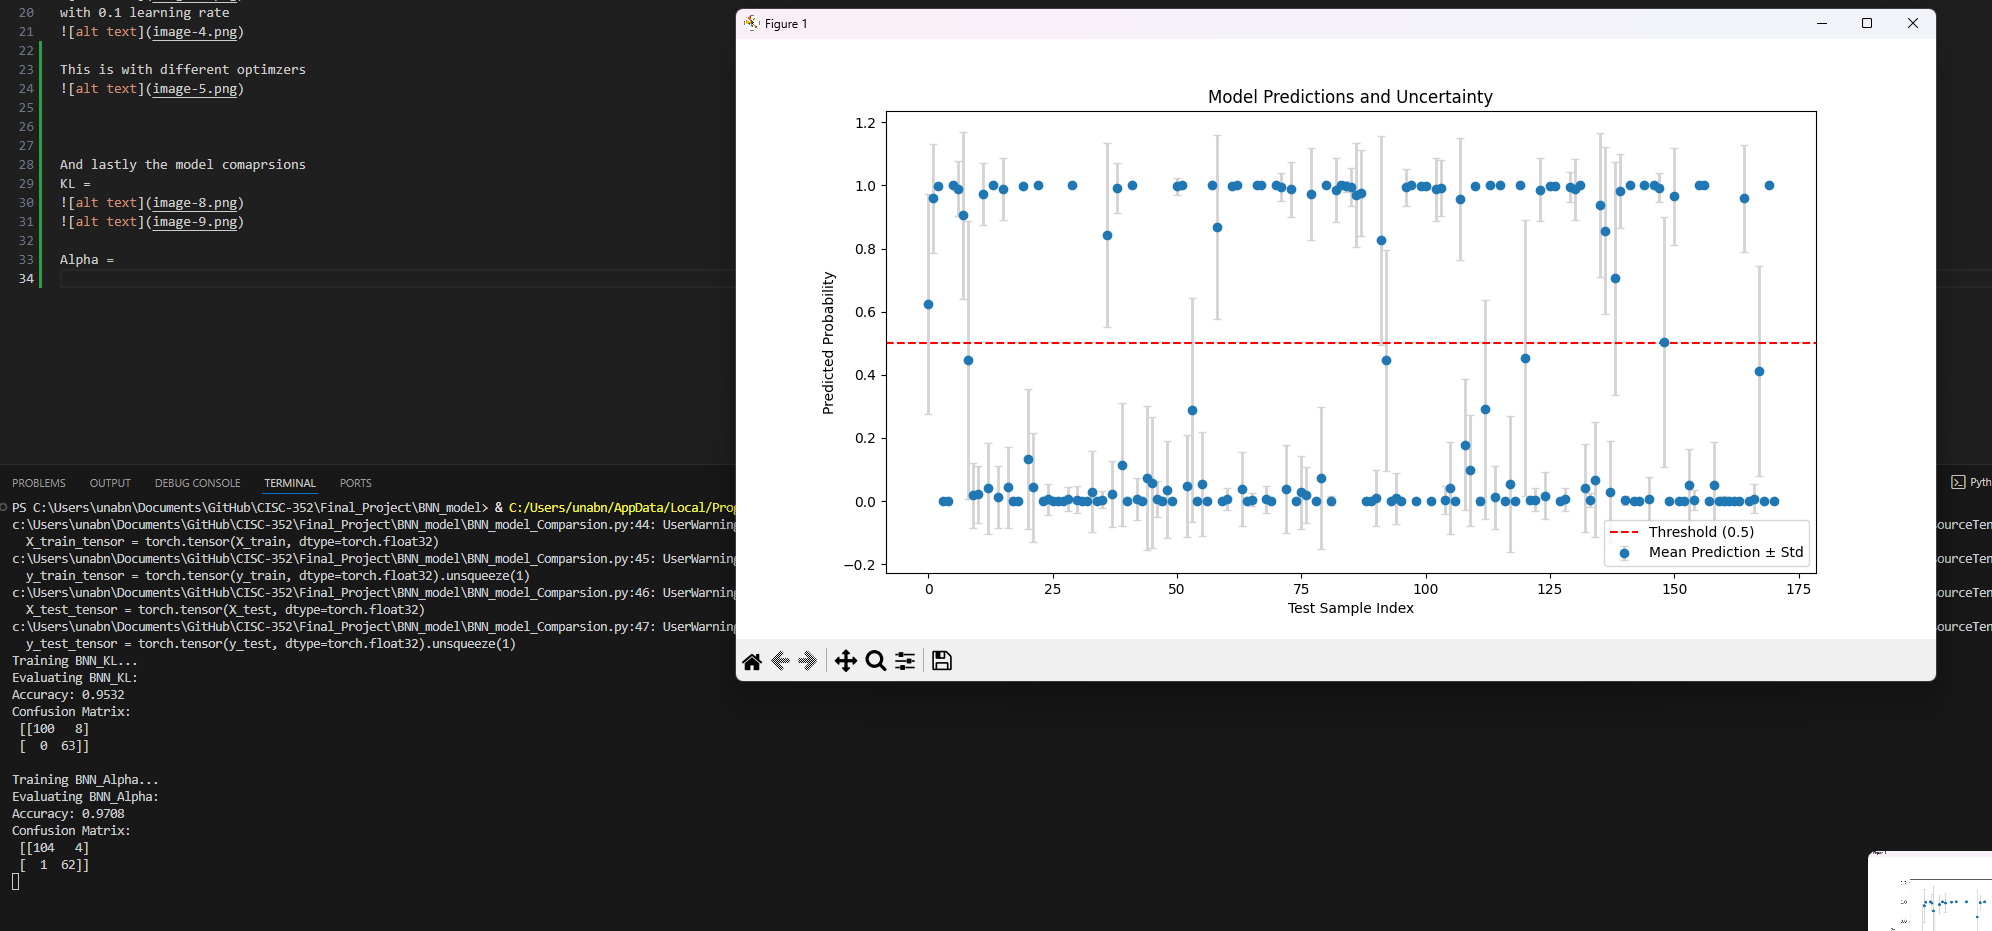 20 with 0.1 learning rate
21 ![alt text](image-4.png)
22
23 This is with different optimzers
24 ![alt text](image-5.png)
25
26
27
28 And lastly the model comaprsions
29 KL =
30 ![alt text](image-8.png)
31 ![alt text](image-9.png)
32
33 Alpha =
34
PROBLEMS OUTPUT DEBUG CONSOLE TERMINAL PORTS
Pyth
PS C:\Users\unabn\Documents\GitHub\CISC-352\Final_Project\BNN_model> & C:/Users/unabn/AppData/Local/Prog
c:\Users\unabn\Documents\GitHub\CISC-352\Final_Project\BNN_model\BNN_model_Comparsion.py:44: UserWarning
ourceTen
X_train_tensor = torch.tensor(X_train, dtype=torch.float32)
c:\Users\unabn\Documents\GitHub\CISC-352\Final_Project\BNN_model\BNN_model_Comparsion.py:45: UserWarning
ourceTen
y_train_tensor = torch.tensor(y_train, dtype=torch.float32).unsqueeze(1)
c:\Users\unabn\Documents\GitHub\CISC-352\Final_Project\BNN_model\BNN_model_Comparsion.py:46: UserWarning
ourceTen
X_test_tensor = torch.tensor(X_test, dtype=torch.float32)
c:\Users\unabn\Documents\GitHub\CISC-352\Final_Project\BNN_model\BNN_model_Comparsion.py:47: UserWarning
ourceTen
y_test_tensor = torch.tensor(y_test, dtype=torch.float32).unsqueeze(1)
Training BNN_KL...
Evaluating BNN_KL:
Accuracy: 0.9532
Confusion Matrix:
[[100 8]
[ 0 63]]
Training BNN_Alpha...
Evaluating BNN_Alpha:
Accuracy: 0.9708
Confusion Matrix:
[[104 4]
[ 1 62]]
Figure 1
Model Predictions and Uncertainty
1.2
1.0
0.8
0.6
0.4
0.2
0.0
−0.2
Predicted Probability
Threshold (0.5)
Mean Prediction ± Std
0 25 50 75 100 125 150 175
Test Sample Index